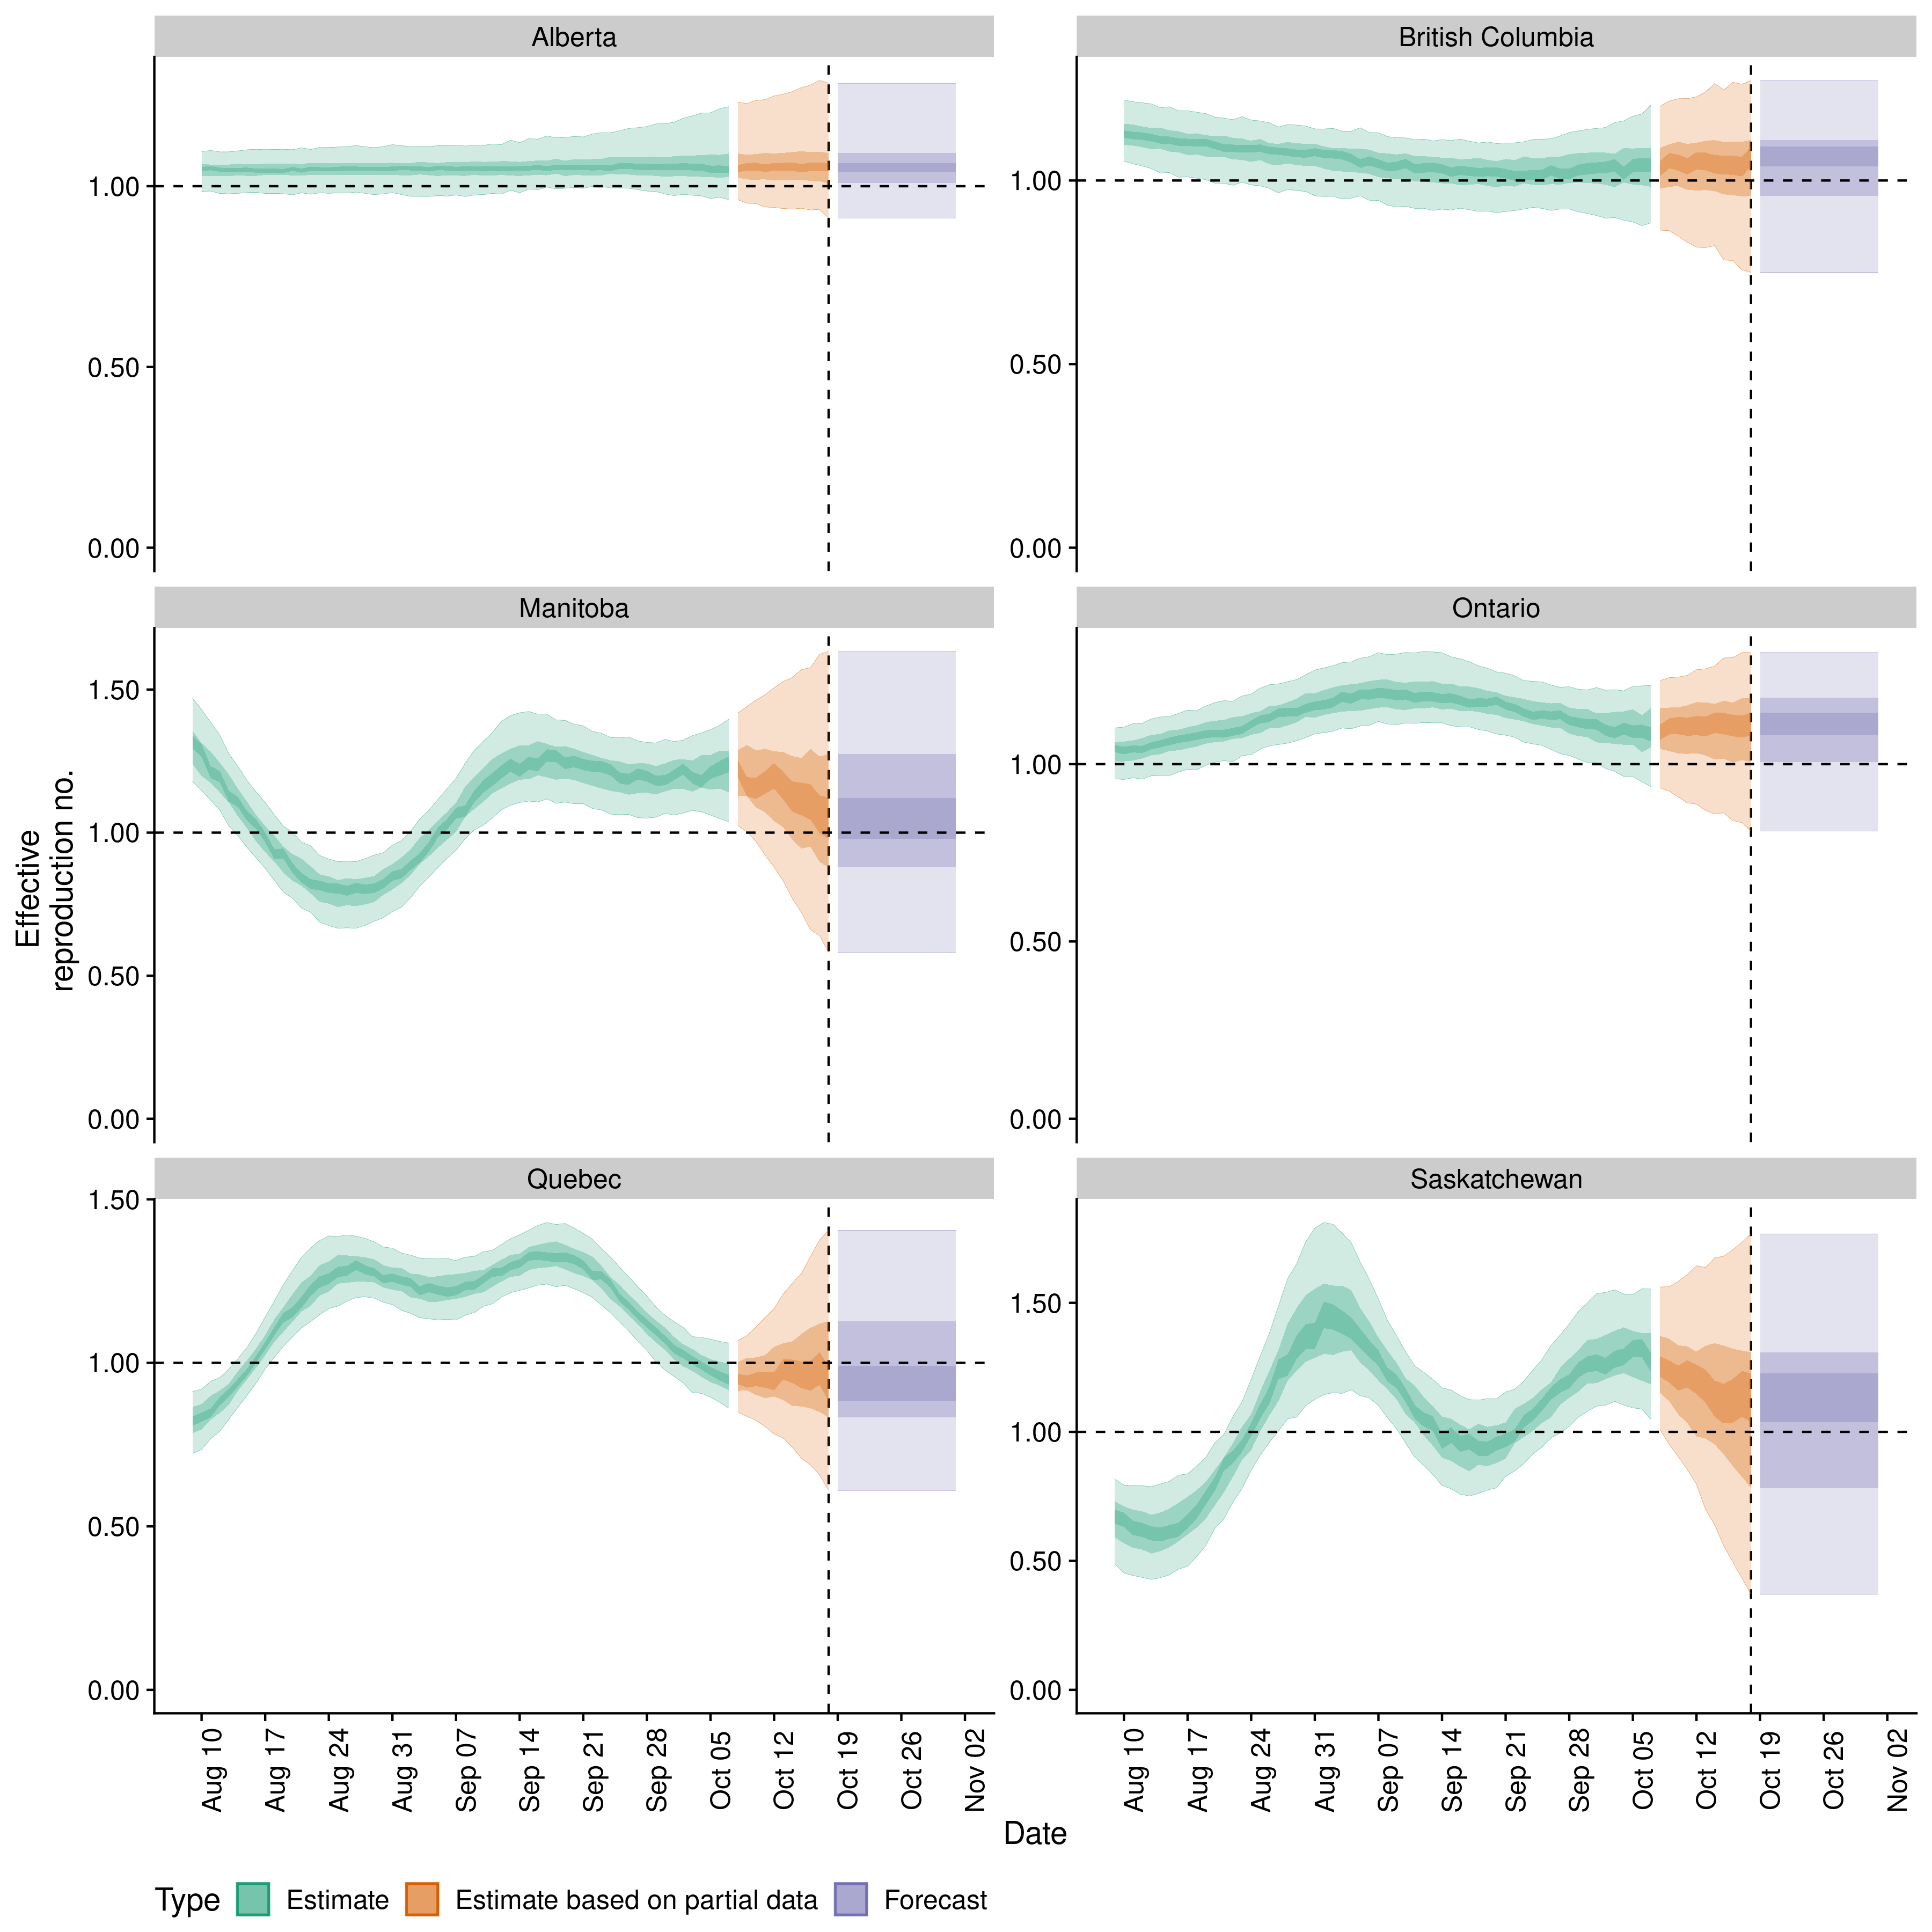 Alberta
British Columbia
1.00
0.50
0.00
1.00
0.50
0.00
Manitoba
Ontario
1.50
1.00
0.50
0.00
1.00
0.50
0.00
Effective
reproduction no.
Quebec
Saskatchewan
1.50
1.00
0.50
0.00
1.50
1.00
0.50
0.00
Aug 10
Aug 17
Aug 24
Aug 31
Sep 07
Sep 14
Sep 21
Sep 28
Oct 05
Oct 12
Oct 19
Oct 26
Nov 02
Aug 10
Aug 17
Aug 24
Aug 31
Sep 07
Sep 14
Sep 21
Sep 28
Oct 05
Oct 12
Oct 19
Oct 26
Nov 02
Date
Type Estimate Estimate based on partial data Forecast